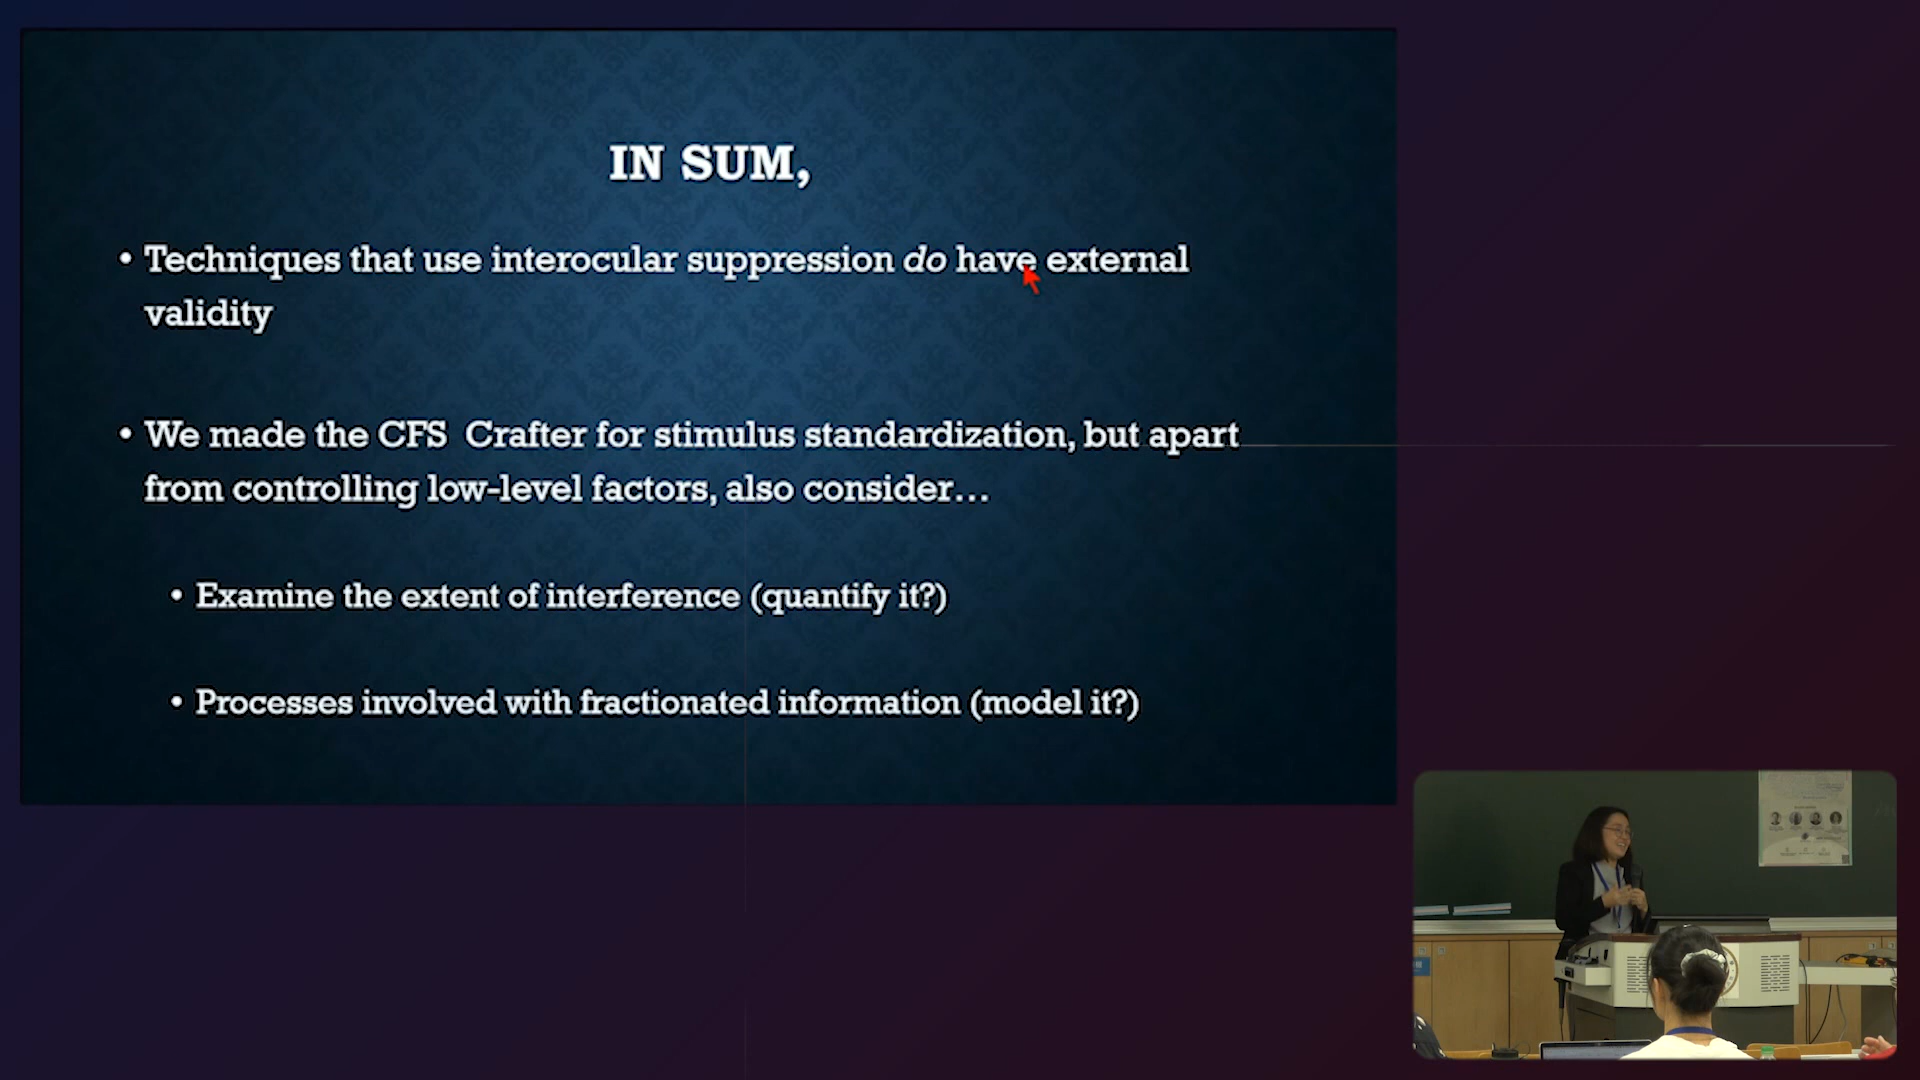 IN SUM,
• Techniques that use interocular suppression do have external
validity
• We made the CFS Crafter for stimulus standardization, but apart
from controlling low-level factors, also consider...
• Examine the extent of interference (quantify it?)
• Processes involved with fractionated information (model it?)